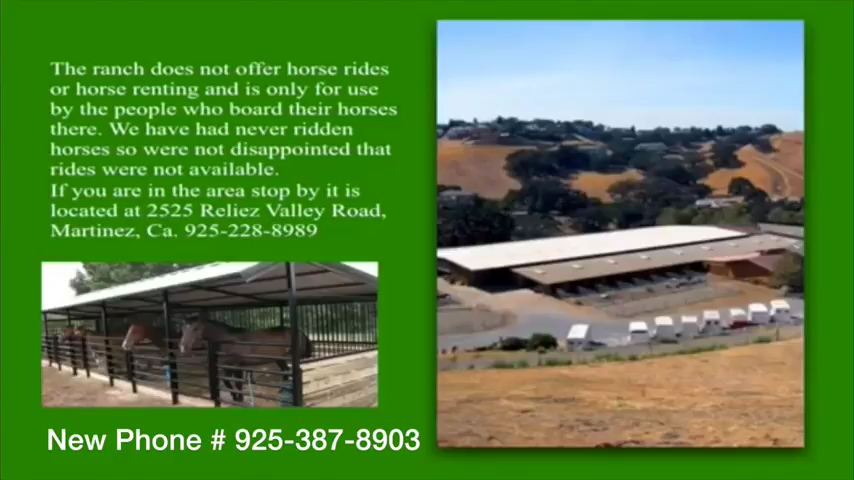 The ranch does not offer horse rides
or horse renting and is only for use
by the people who board their horses
there. We have had never ridden
horses so were not disappointed that
rides were not available.
If you are in the area stop by it is
located at 2525 Reliez Valley Road,
Martinez, Ca. 925-228-8989
New Phone # 925-387-8903